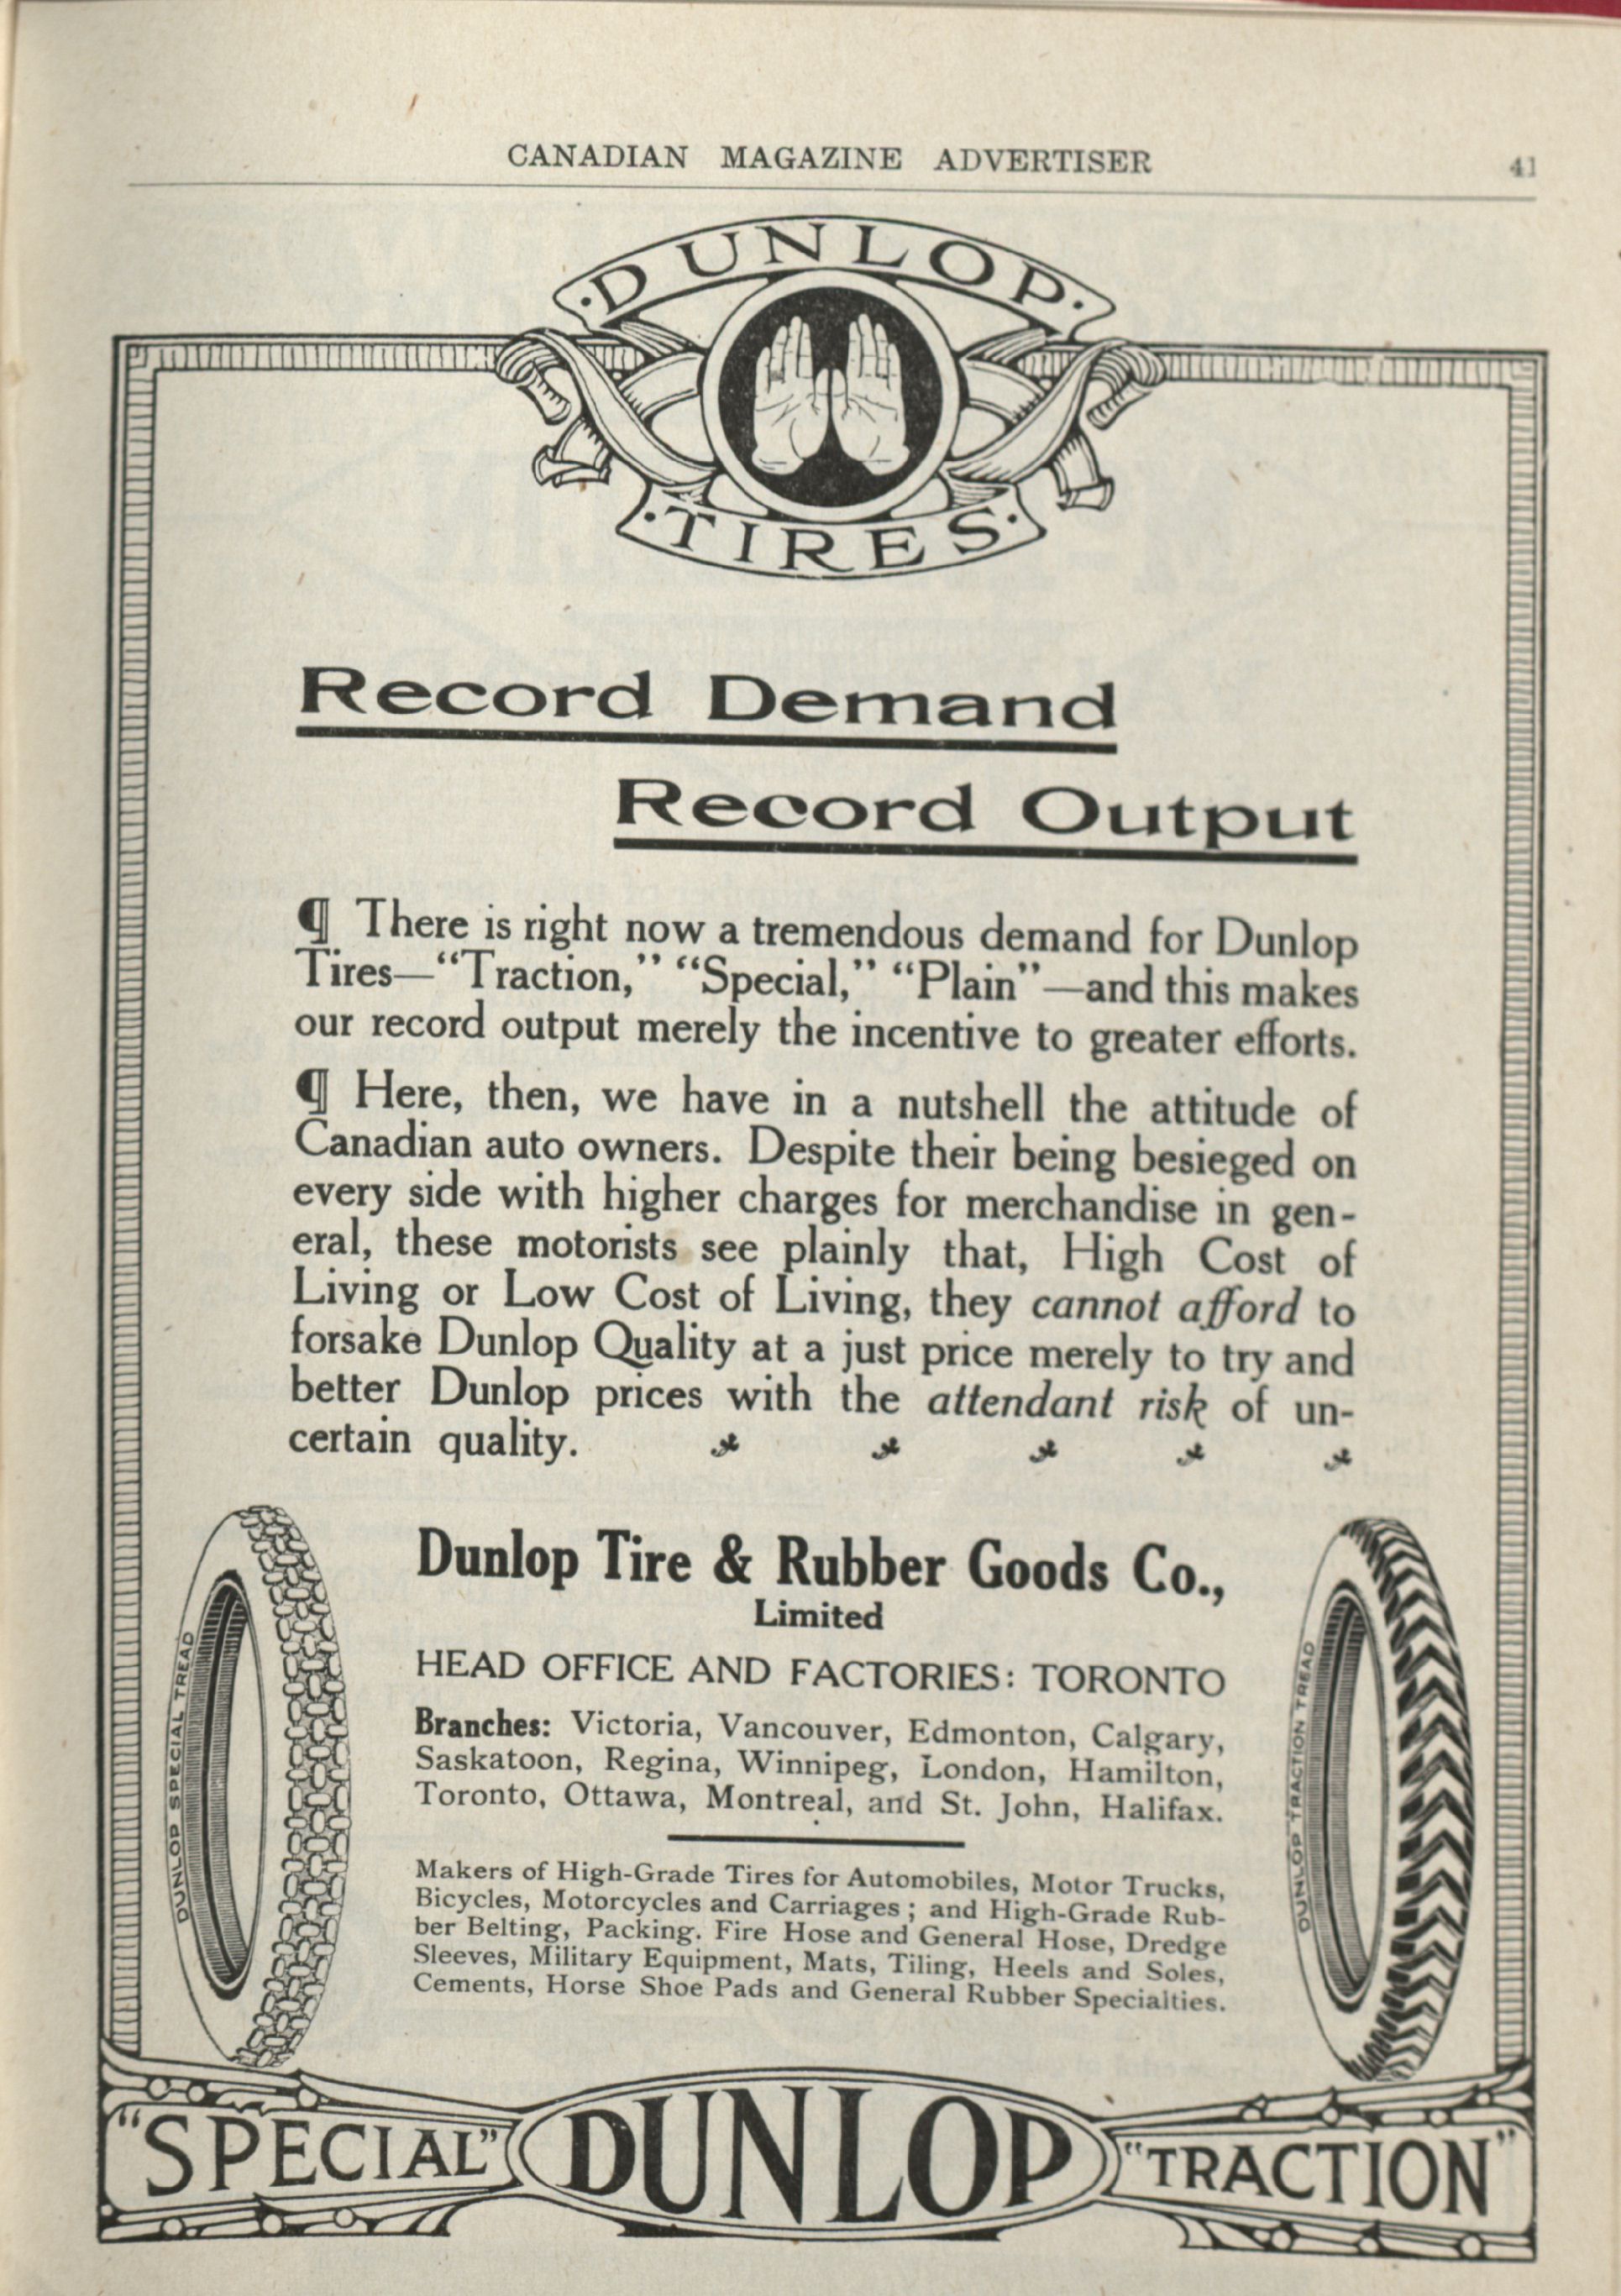 CANADIAN MAGAZINE ADVERTISER 41
·DUNLOP·
·TIRES·
Record Demand
Record Output
¶ There is right now a tremendous demand for Dunlop
Tires—“Traction,” “Special,” “Plain”—and this makes
our record output merely the incentive to greater efforts.
¶ Here, then, we have in a nutshell the attitude of
Canadian auto owners. Despite their being besieged on
every side with higher charges for merchandise in gen-
eral, these motorists see plainly that, High Cost of
Living or Low Cost of Living, they cannot afford to
forsake Dunlop Quality at a just price merely to try and
better Dunlop prices with the attendant risk of un-
certain quality.
Dunlop Tire & Rubber Goods Co.,
Limited
HEAD OFFICE AND FACTORIES: TORONTO
Branches: Victoria, Vancouver, Edmonton, Calgary,
Saskatoon, Regina, Winnipeg, London, Hamilton,
Toronto, Ottawa, Montreal, and St. John, Halifax.
Makers of High-Grade Tires for Automobiles, Motor Trucks,
Bicycles, Motorcycles and Carriages; and High-Grade Rub-
ber Belting, Packing. Fire Hose and General Hose, Dredge
Sleeves, Military Equipment, Mats, Tiling, Heels and Soles,
Cements, Horse Shoe Pads and General Rubber Specialties.
DUNLOP SPECIAL TREAD
DUNLOP TRACTION TREAD
“SPECIAL” DUNLOP “TRACTION”